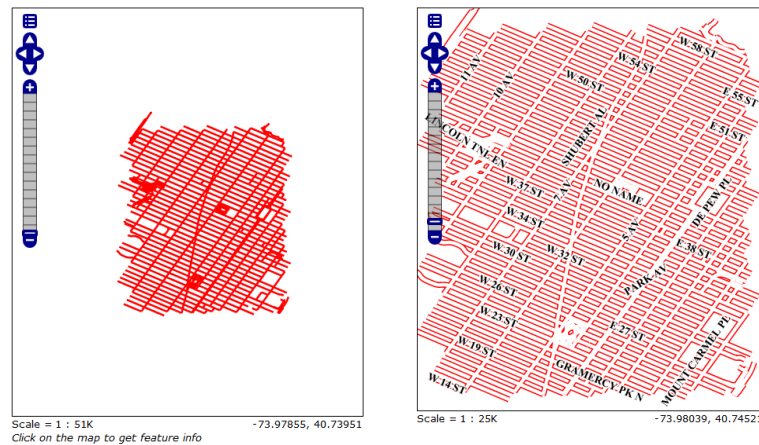 Scale = 1 : 51K
-73.97855, 40.73951
Click on the map to get feature info
W 58 ST
W 54 ST
11 AV
10 AV
W 50 ST
E 55 ST
SHUBERT AL
E 51 ST
LINCOLN TNL EN
W 37 ST
7 AV
NO NAME
DE PEW PL
W 34 ST
5 AV
W 30 ST
W 32 ST
E 38 ST
W 26 ST
PARK AV
W 23 ST
E 27 ST
MOUNT CARMEL PL
W 19 ST
GRAMERCY PK N
W 14 ST
Scale = 1 : 25K
-73.98039, 40.7452